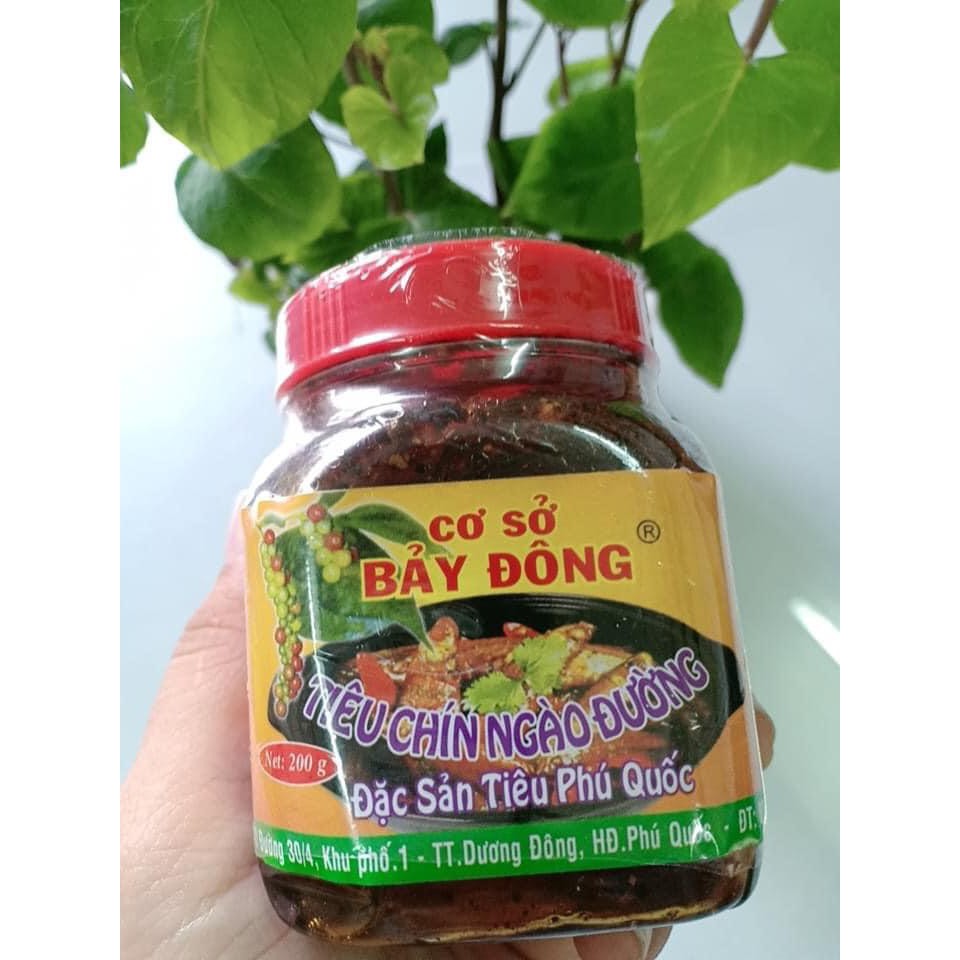 CƠ SỞ
BẢY ĐÔNG ®
TIÊU CHÍN NGÀO ĐƯỜNG
Net: 200 g
Đặc Sản Tiêu Phú Quốc
Đường 30/4, Khu phố.1 - TT.Dương Đông, HĐ.Phú Quốc - ĐT: